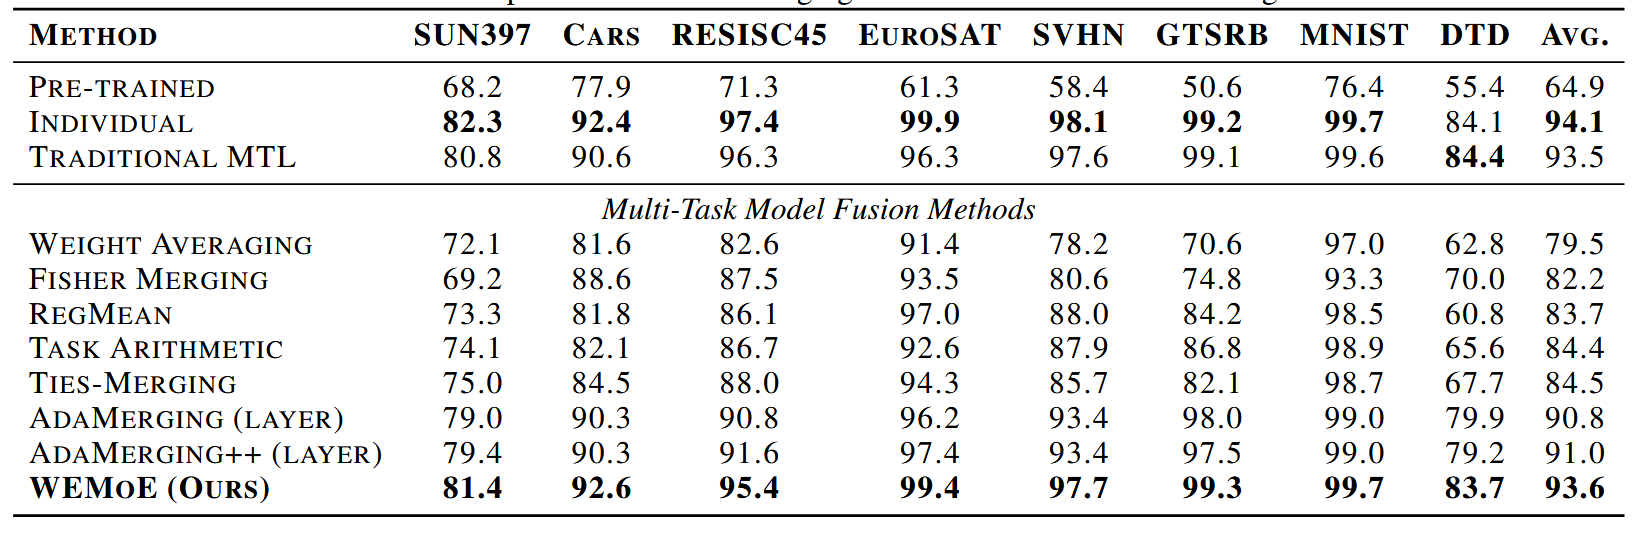 METHOD SUN397 CARS RESISC45 EUROSAT SVHN GTSRB MNIST DTD AVG.
PRE-TRAINED 68.2 77.9 71.3 61.3 58.4 50.6 76.4 55.4 64.9
INDIVIDUAL 82.3 92.4 97.4 99.9 98.1 99.2 99.7 84.1 94.1
TRADITIONAL MTL 80.8 90.6 96.3 96.3 97.6 99.1 99.6 84.4 93.5
Multi-Task Model Fusion Methods
WEIGHT AVERAGING 72.1 81.6 82.6 91.4 78.2 70.6 97.0 62.8 79.5
FISHER MERGING 69.2 88.6 87.5 93.5 80.6 74.8 93.3 70.0 82.2
REGMEAN 73.3 81.8 86.1 97.0 88.0 84.2 98.5 60.8 83.7
TASK ARITHMETIC 74.1 82.1 86.7 92.6 87.9 86.8 98.9 65.6 84.4
TIES-MERGING 75.0 84.5 88.0 94.3 85.7 82.1 98.7 67.7 84.5
ADAMERGING (LAYER) 79.0 90.3 90.8 96.2 93.4 98.0 99.0 79.9 90.8
ADAMERGING++ (LAYER) 79.4 90.3 91.6 97.4 93.4 97.5 99.0 79.2 91.0
WEMOE (OURS) 81.4 92.6 95.4 99.4 97.7 99.3 99.7 83.7 93.6